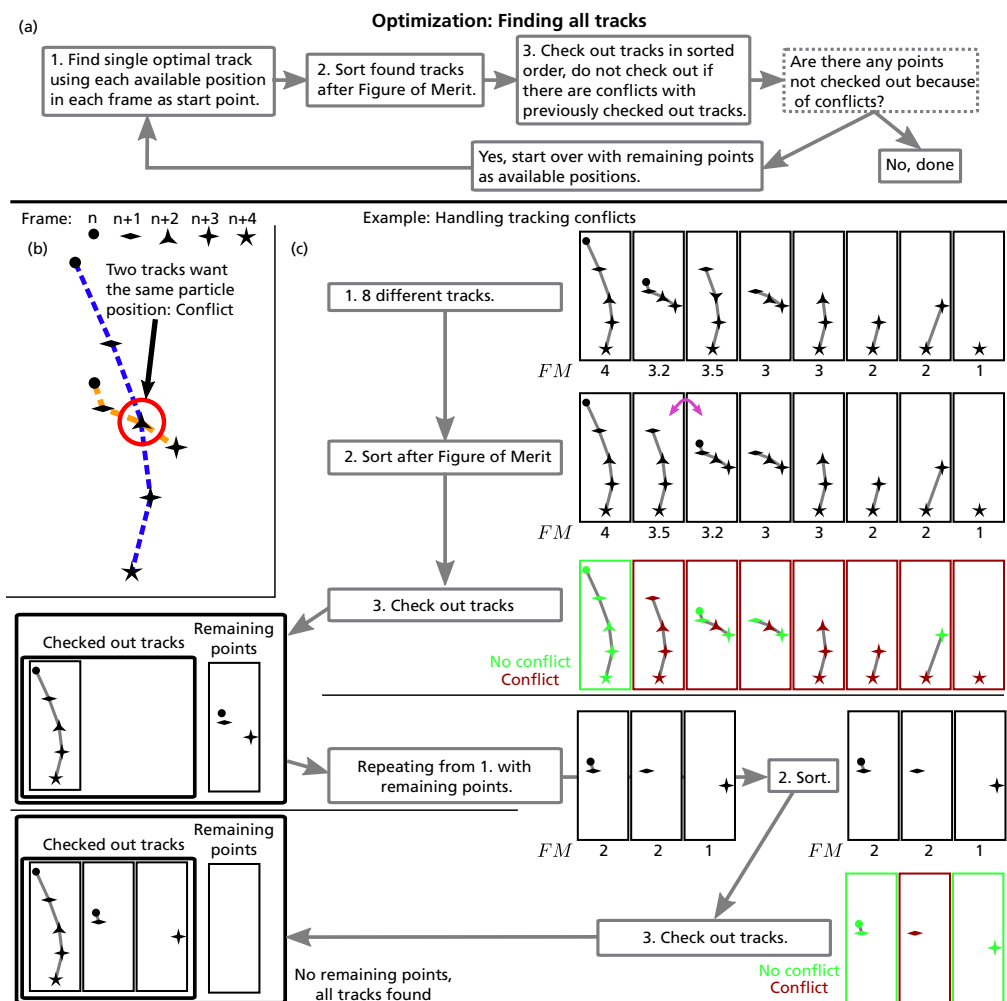 Optimization: Finding all tracks
(a)
1. Find single optimal track
using each available position
in each frame as start point.
2. Sort found tracks
after Figure of Merit.
3. Check out tracks in sorted
order, do not check out if
there are conflicts with
previously checked out tracks.
Are there any points
not checked out because
of conflicts?
Yes, start over with remaining points
as available positions.
No, done
Frame: n n+1 n+2 n+3 n+4
(b)
Two tracks want
the same particle
position: Conflict
Example: Handling tracking conflicts
(c)
1. 8 different tracks.
FM 4 3.2 3.5 3 3 2 2 1
2. Sort after Figure of Merit
FM 4 3.5 3.2 3 3 2 2 1
3. Check out tracks
No conflict
Conflict
Checked out tracks
Remaining
points
Repeating from 1. with
remaining points.
FM 2 2 1
2. Sort.
FM 2 2 1
Checked out tracks
Remaining
points
3. Check out tracks.
No conflict
Conflict
No remaining points,
all tracks found